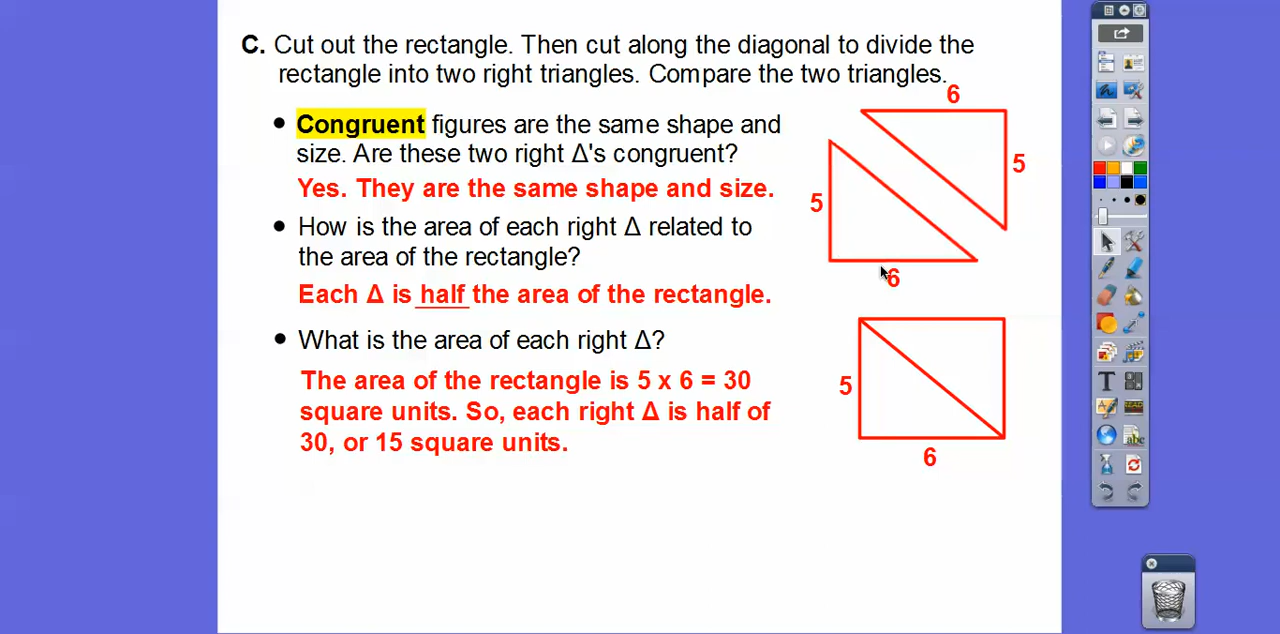 C. Cut out the rectangle. Then cut along the diagonal to divide the
rectangle into two right triangles. Compare the two triangles.
• Congruent figures are the same shape and
size. Are these two right Δ's congruent?
Yes. They are the same shape and size.
• How is the area of each right Δ related to
the area of the rectangle?
Each Δ is half the area of the rectangle.
• What is the area of each right Δ?
The area of the rectangle is 5 x 6 = 30
square units. So, each right Δ is half of
30, or 15 square units.
6
5
5
6
5
6